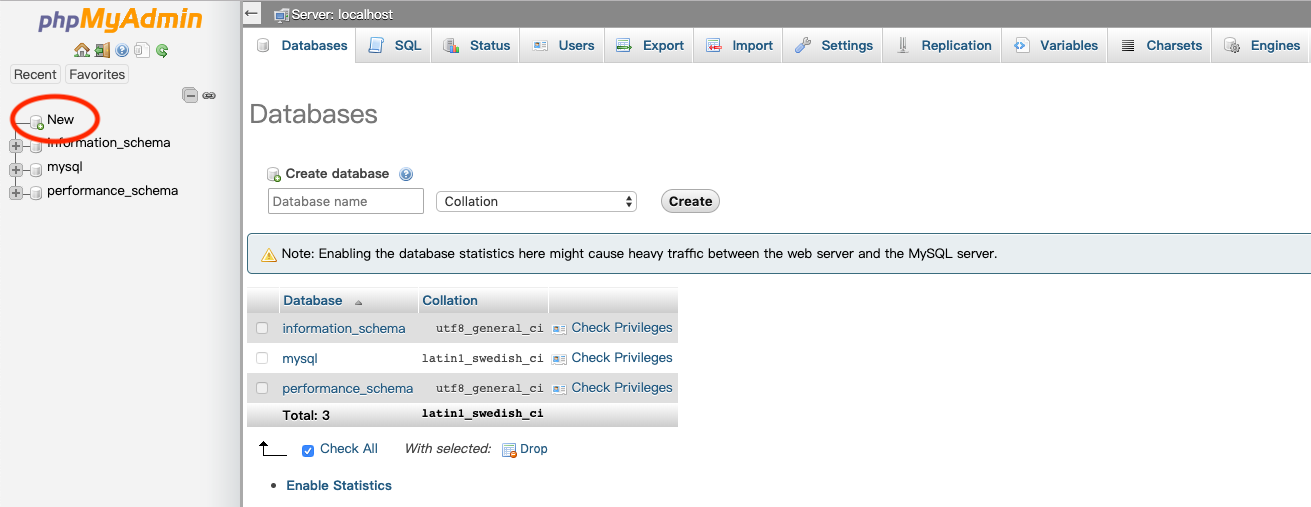 phpMyAdmin
Recent Favorites
New
information_schema
mysql
performance_schema
Server: localhost
Databases SQL Status Users Export Import Settings Replication Variables Charsets Engines
Databases
Create database
Database name Collation Create
Note: Enabling the database statistics here might cause heavy traffic between the web server and the MySQL server.
Database Collation
information_schema utf8_general_ci Check Privileges
mysql latin1_swedish_ci Check Privileges
performance_schema utf8_general_ci Check Privileges
Total: 3 latin1_swedish_ci
Check All With selected: Drop
• Enable Statistics